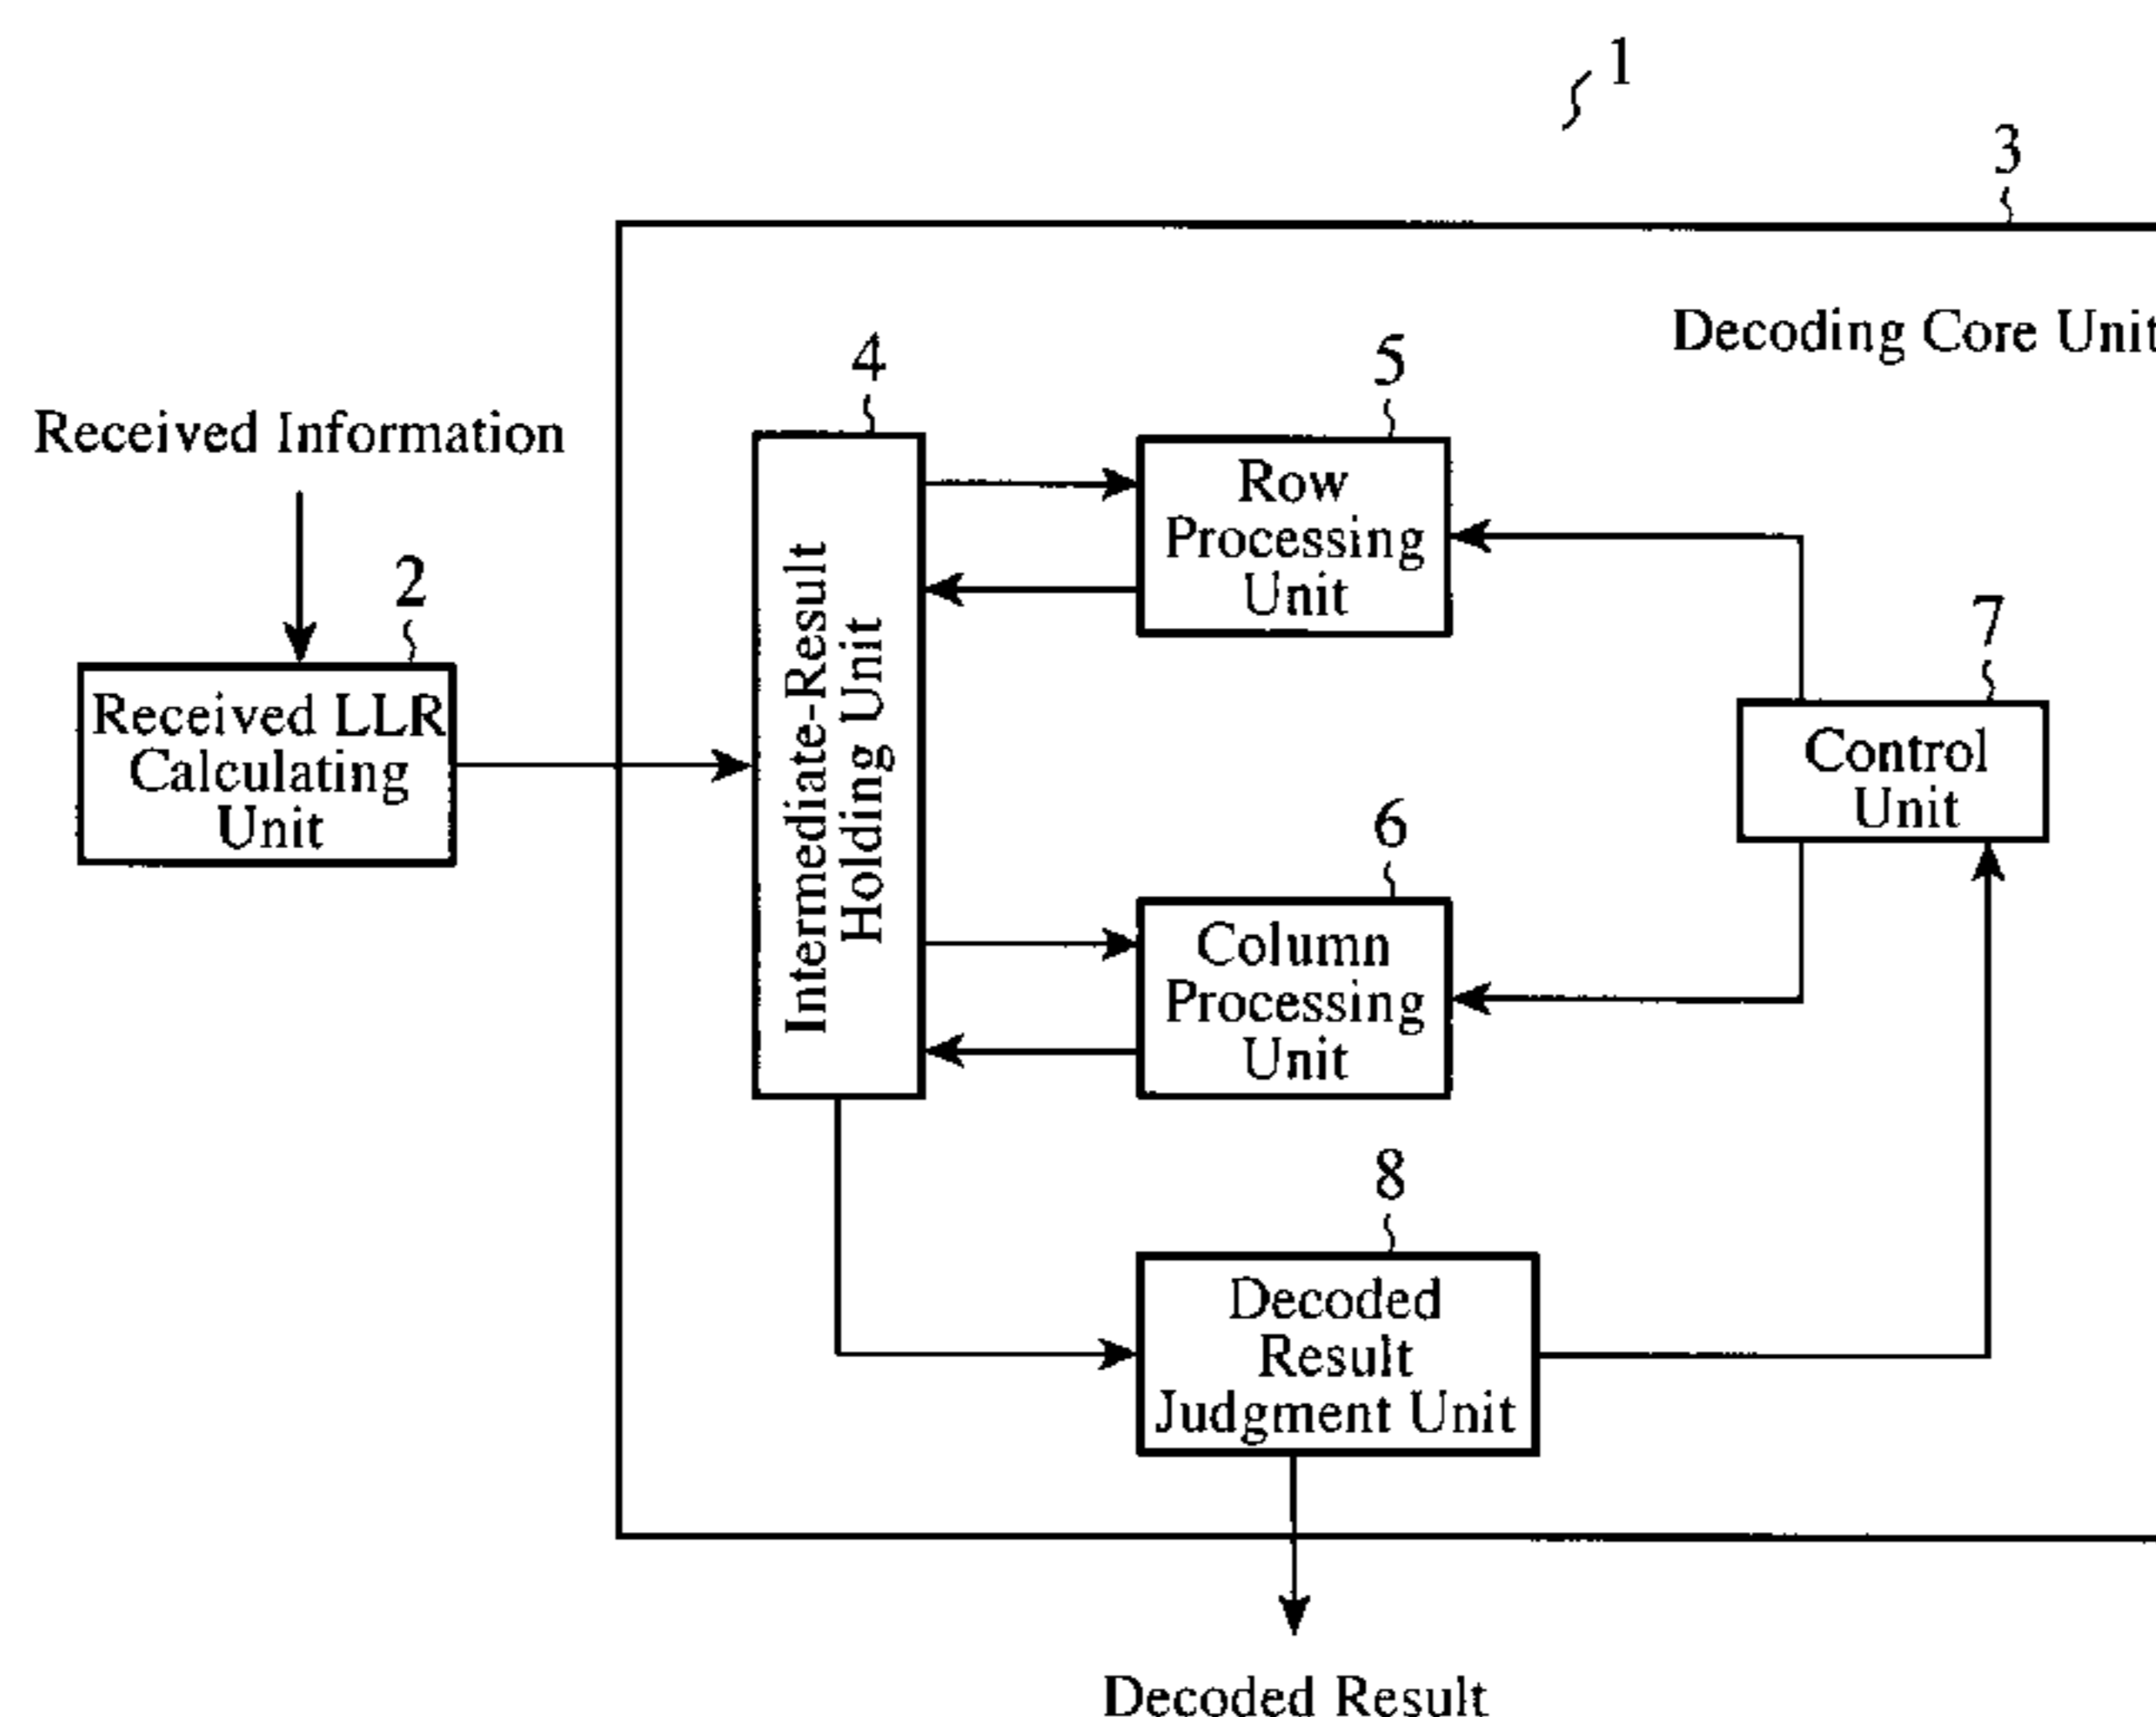 1
3
Decoding Core Unit
4
5
Received Information
Row
Processing
Unit
2
7
Received LLR
Calculating
Unit
Intermediate-Result
Holding Unit
Control
Unit
6
Column
Processing
Unit
8
Decoded
Result
Judgment Unit
Decoded Result